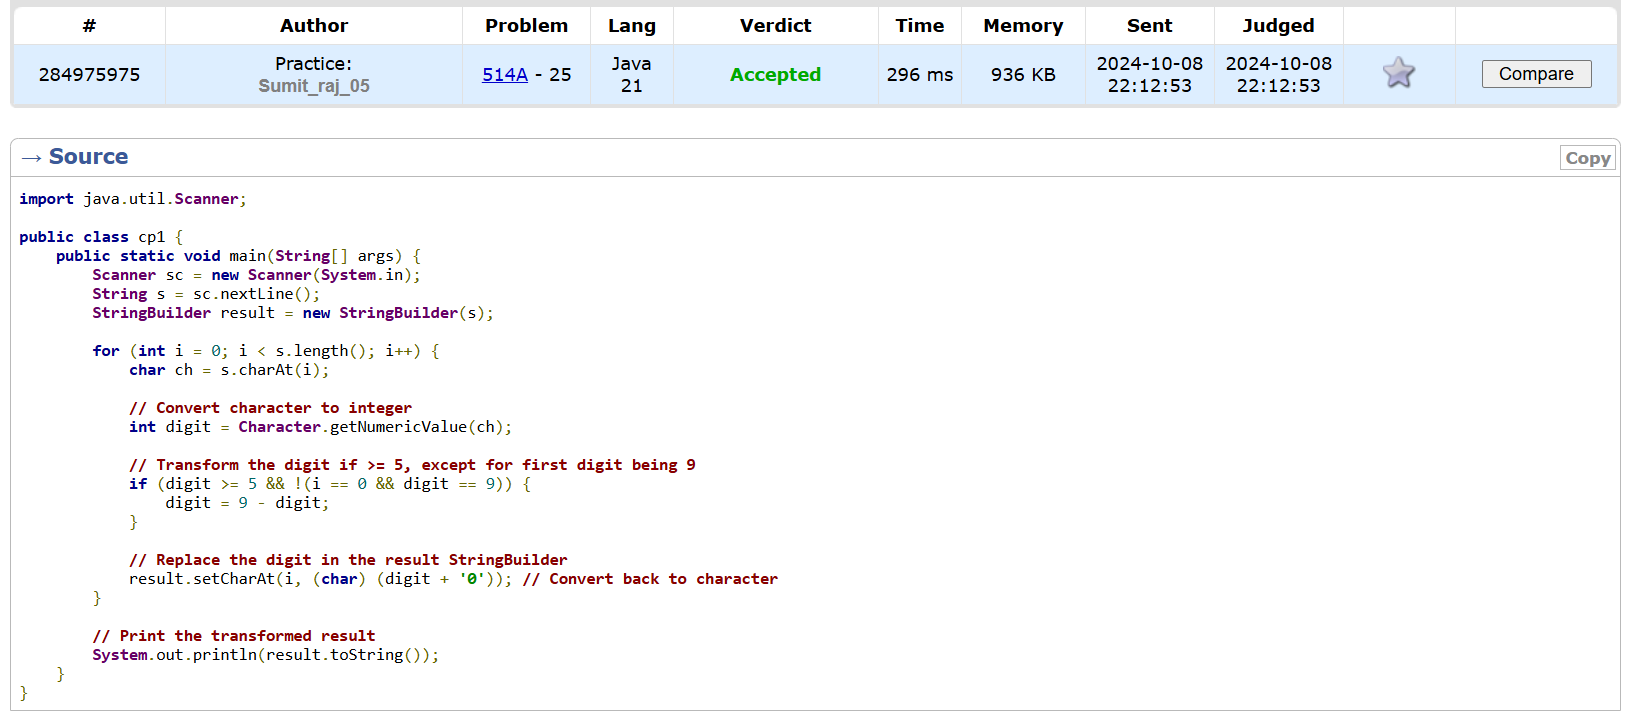 # Author Problem Lang Verdict Time Memory Sent Judged
284975975 Practice: Sumit_raj_05 514A - 25 Java 21 Accepted 296 ms 936 KB 2024-10-08 22:12:53 2024-10-08 22:12:53 Compare
→ Source Copy
import java.util.Scanner;
public class cp1 {
    public static void main(String[] args) {
        Scanner sc = new Scanner(System.in);
        String s = sc.nextLine();
        StringBuilder result = new StringBuilder(s);
        for (int i = 0; i < s.length(); i++) {
            char ch = s.charAt(i);
            // Convert character to integer
            int digit = Character.getNumericValue(ch);
            // Transform the digit if >= 5, except for first digit being 9
            if (digit >= 5 && !(i == 0 && digit == 9)) {
                digit = 9 - digit;
            }
            // Replace the digit in the result StringBuilder
            result.setCharAt(i, (char) (digit + '0')); // Convert back to character
        }
        // Print the transformed result
        System.out.println(result.toString());
    }
}